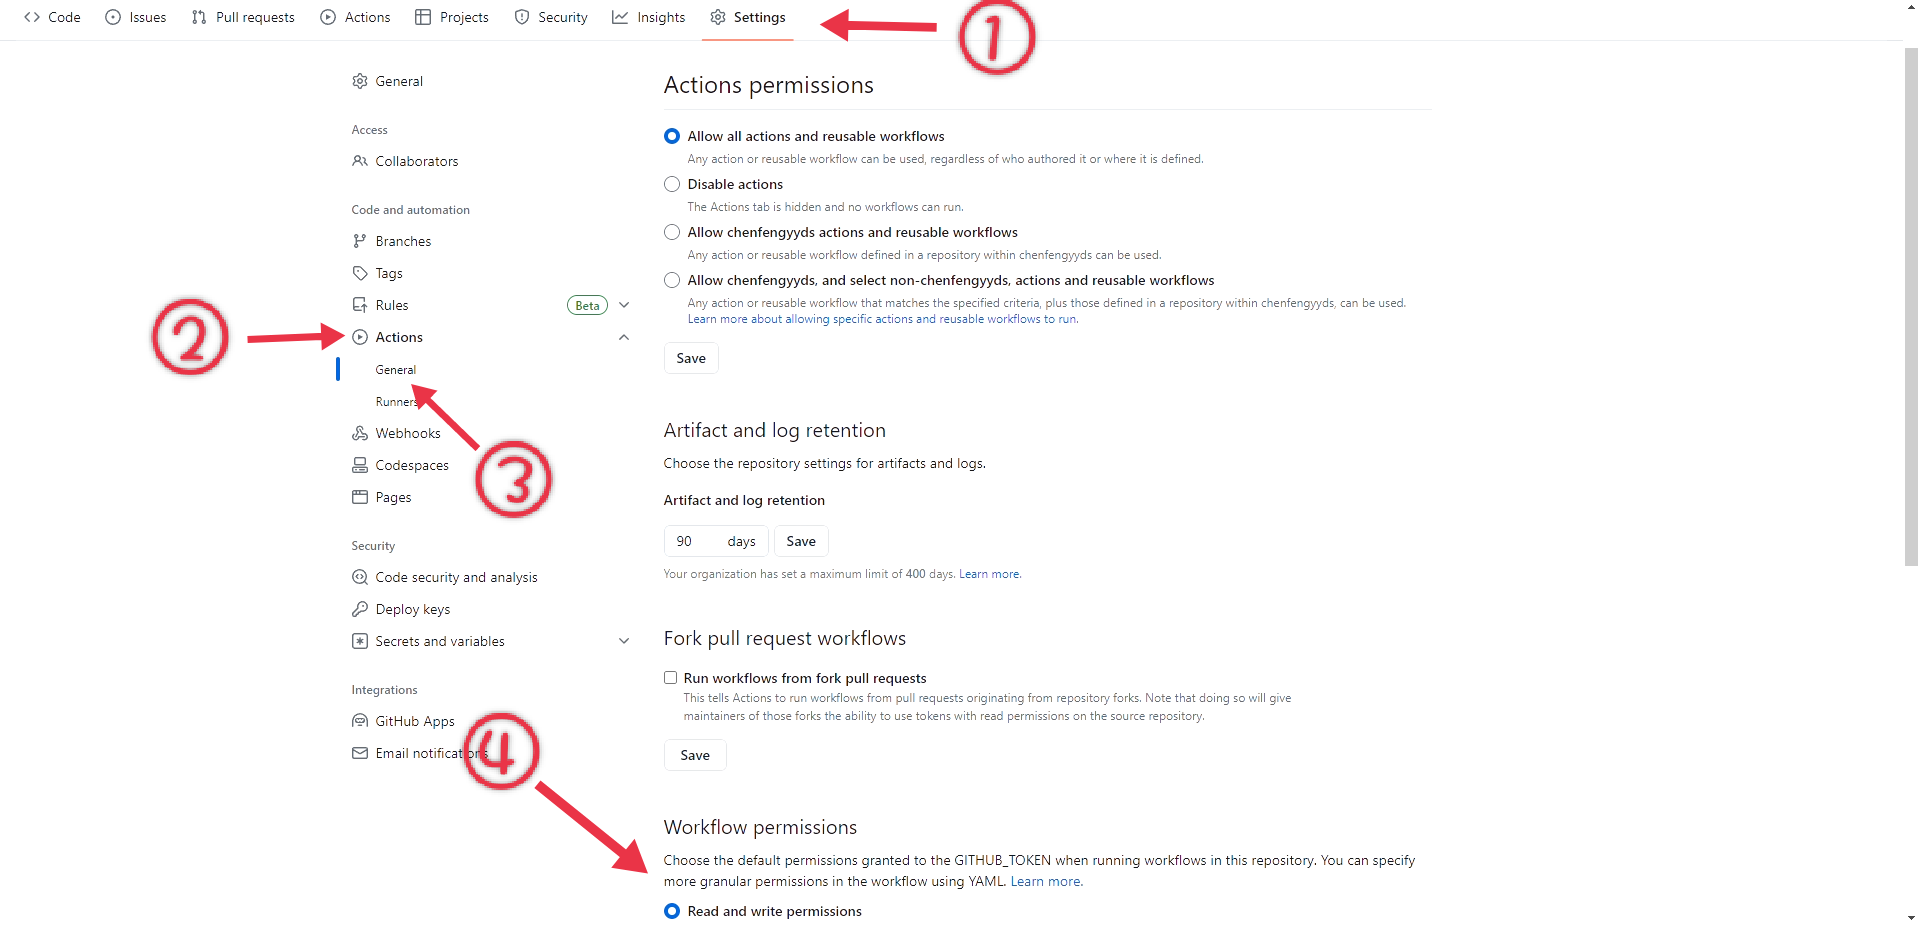 Code Issues Pull requests Actions Projects Security Insights Settings
①
General
Access
Collaborators
Code and automation
Branches
Tags
Rules Beta
②
Actions
General
Runners
③
Webhooks
Codespaces
Pages
Security
Code security and analysis
Deploy keys
Secrets and variables
Integrations
GitHub Apps
Email notifications
④
Actions permissions
Allow all actions and reusable workflows
Any action or reusable workflow can be used, regardless of who authored it or where it is defined.
Disable actions
The Actions tab is hidden and no workflows can run.
Allow chenfengyyds actions and reusable workflows
Any action or reusable workflow defined in a repository within chenfengyyds can be used.
Allow chenfengyyds, and select non-chenfengyyds, actions and reusable workflows
Any action or reusable workflow that matches the specified criteria, plus those defined in a repository within chenfengyyds, can be used.
Learn more about allowing specific actions and reusable workflows to run.
Save
Artifact and log retention
Choose the repository settings for artifacts and logs.
Artifact and log retention
90 days Save
Your organization has set a maximum limit of 400 days. Learn more.
Fork pull request workflows
Run workflows from fork pull requests
This tells Actions to run workflows from pull requests originating from repository forks. Note that doing so will give
maintainers of those forks the ability to use tokens with read permissions on the source repository.
Save
Workflow permissions
Choose the default permissions granted to the GITHUB_TOKEN when running workflows in this repository. You can specify
more granular permissions in the workflow using YAML. Learn more.
Read and write permissions